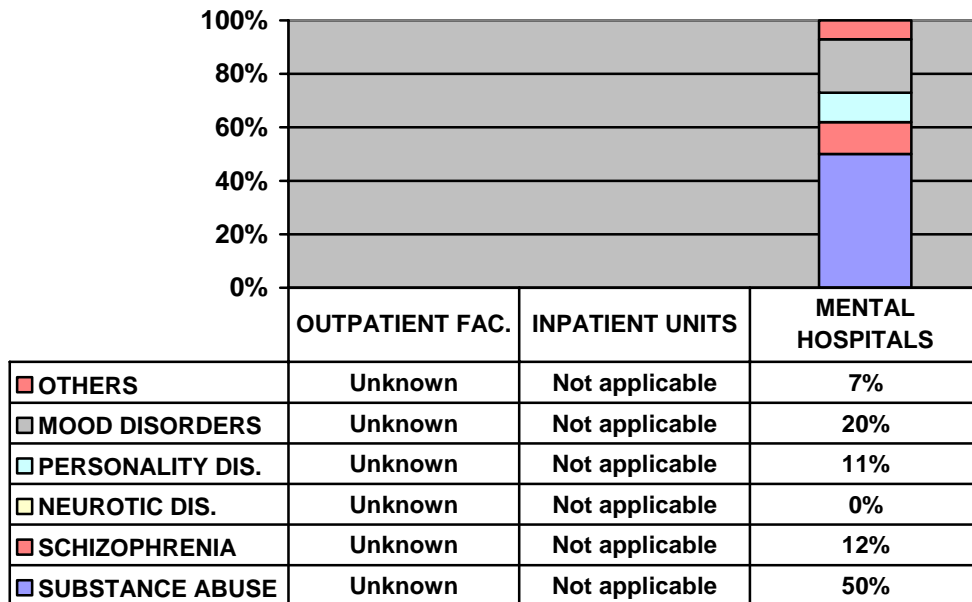 100%
80%
60%
40%
20%
0%
OUTPATIENT FAC. INPATIENT UNITS MENTAL HOSPITALS
OTHERS Unknown Not applicable 7%
MOOD DISORDERS Unknown Not applicable 20%
PERSONALITY DIS. Unknown Not applicable 11%
NEUROTIC DIS. Unknown Not applicable 0%
SCHIZOPHRENIA Unknown Not applicable 12%
SUBSTANCE ABUSE Unknown Not applicable 50%